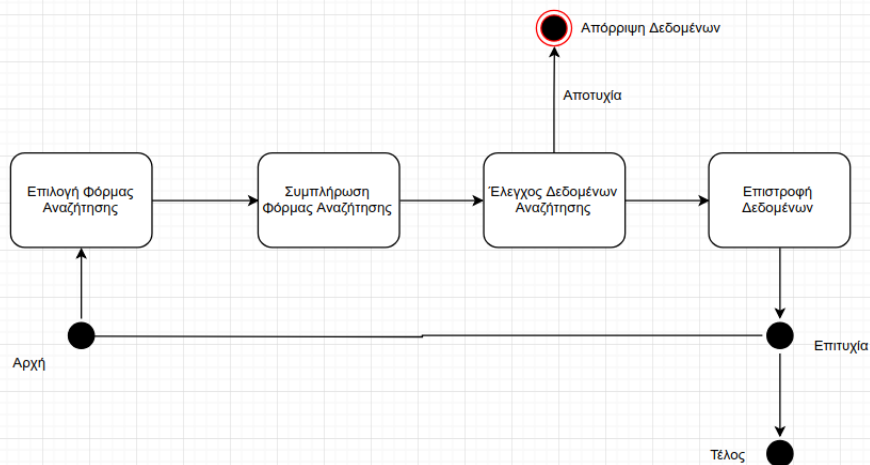 Απόρριψη Δεδομένων
Αποτυχία
Επιλογή Φόρμας
Αναζήτησης
Συμπλήρωση
Φόρμας Αναζήτησης
Έλεγχος Δεδομένων
Αναζήτησης
Επιστροφή
Δεδομένων
Αρχή
Επιτυχία
Τέλος